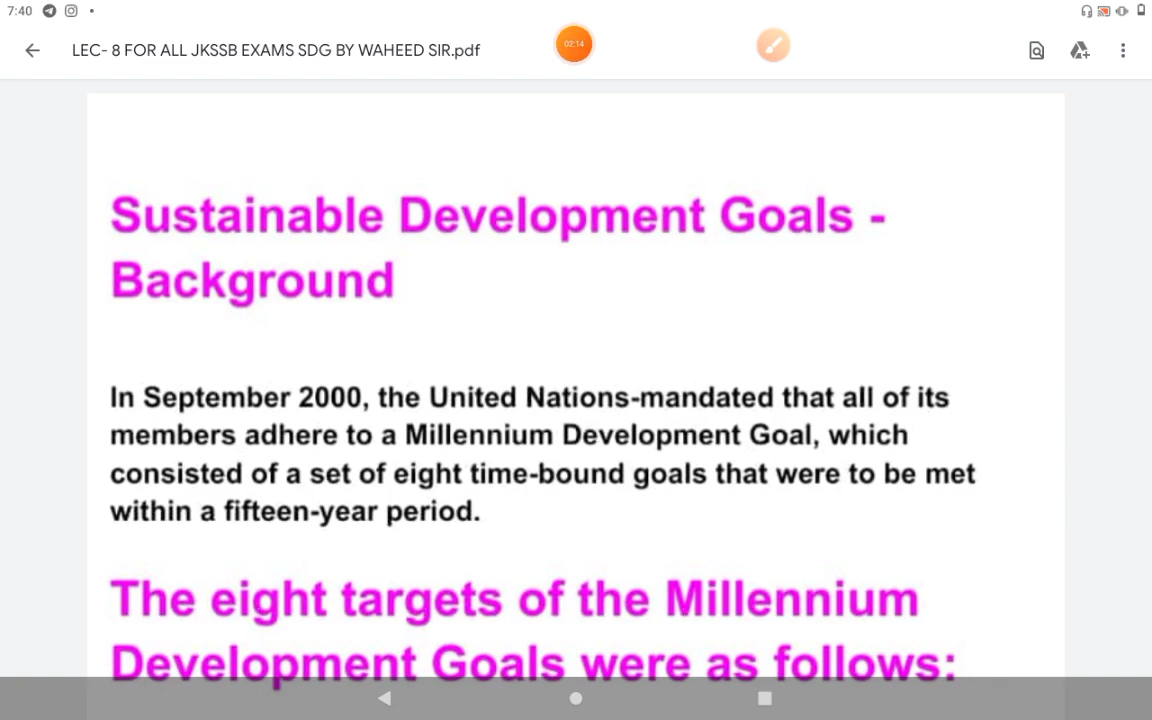 7:40
LEC- 8 FOR ALL JKSSB EXAMS SDG BY WAHEED SIR.pdf
02:14
Sustainable Development Goals -
Background
In September 2000, the United Nations-mandated that all of its
members adhere to a Millennium Development Goal, which
consisted of a set of eight time-bound goals that were to be met
within a fifteen-year period.
The eight targets of the Millennium
Development Goals were as follows: